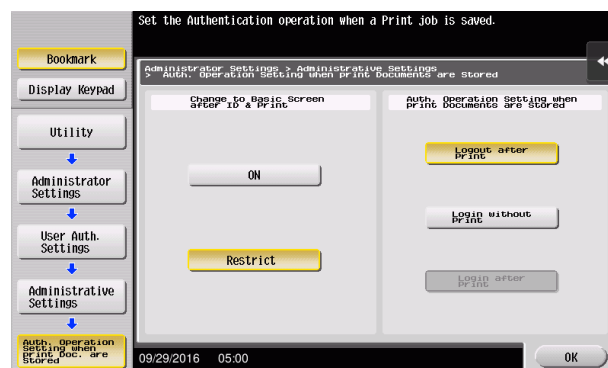 Set the Authentication operation when a Print job is saved.
Bookmark
Display Keypad
Utility
Administrator
Settings
User Auth.
Settings
Administrative
Settings
Auth. Operation
Setting when
print Doc. are
Stored
Administrator Settings > Administrative Settings
> Auth. Operation Setting when print Documents are Stored
Change to Basic Screen
after ID & Print
ON
Restrict
Auth. Operation Setting when
print Documents are Stored
Logout after
Print
Login without
Print
Login after
Print
09/29/2016 05:00
OK